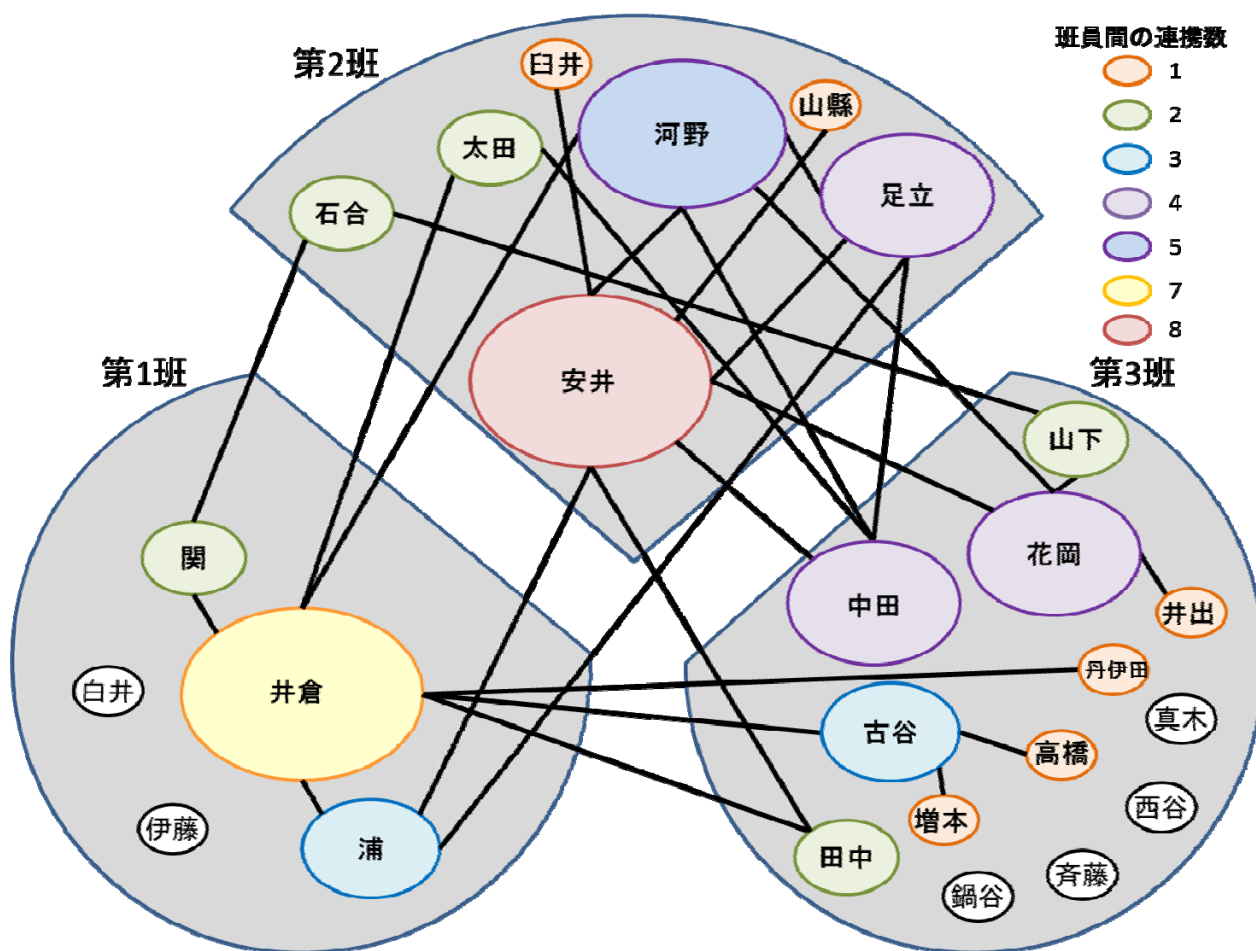 班員間の連携数
1
2
3
4
5
7
8
第2班
臼井
河野
山縣
太田
足立
石合
安井
第1班
関
白井
井倉
伊藤
浦
第3班
山下
花岡
中田
井出
丹伊田
古谷
真木
高橋
増本
西谷
田中
斉藤
鍋谷